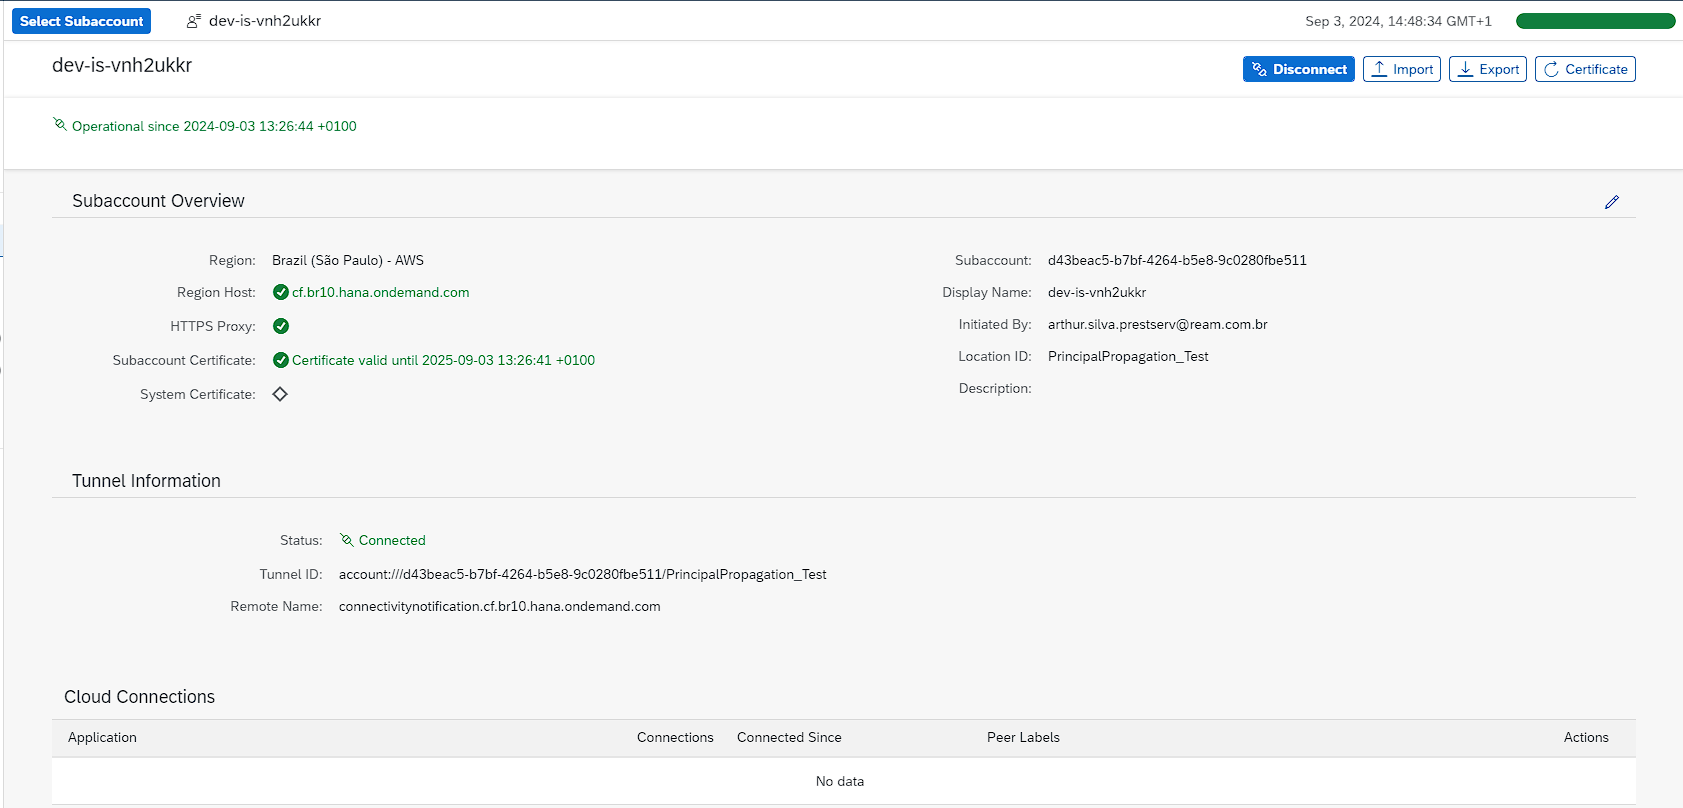 Select Subaccount dev-is-vnh2ukkr Sep 3, 2024, 14:48:34 GMT+1
dev-is-vnh2ukkr
Disconnect Import Export Certificate
Operational since 2024-09-03 13:26:44 +0100
Subaccount Overview
Region: Brazil (São Paulo) - AWS
Region Host: cf.br10.hana.ondemand.com
HTTPS Proxy:
Subaccount Certificate: Certificate valid until 2025-09-03 13:26:41 +0100
System Certificate:
Subaccount: d43beac5-b7bf-4264-b5e8-9c0280fbe511
Display Name: dev-is-vnh2ukkr
Initiated By: arthur.silva.prestserv@ream.com.br
Location ID: PrincipalPropagation_Test
Description:
Tunnel Information
Status: Connected
Tunnel ID: account:///d43beac5-b7bf-4264-b5e8-9c0280fbe511/PrincipalPropagation_Test
Remote Name: connectivitynotification.cf.br10.hana.ondemand.com
Cloud Connections
Application Connections Connected Since Peer Labels Actions
No data